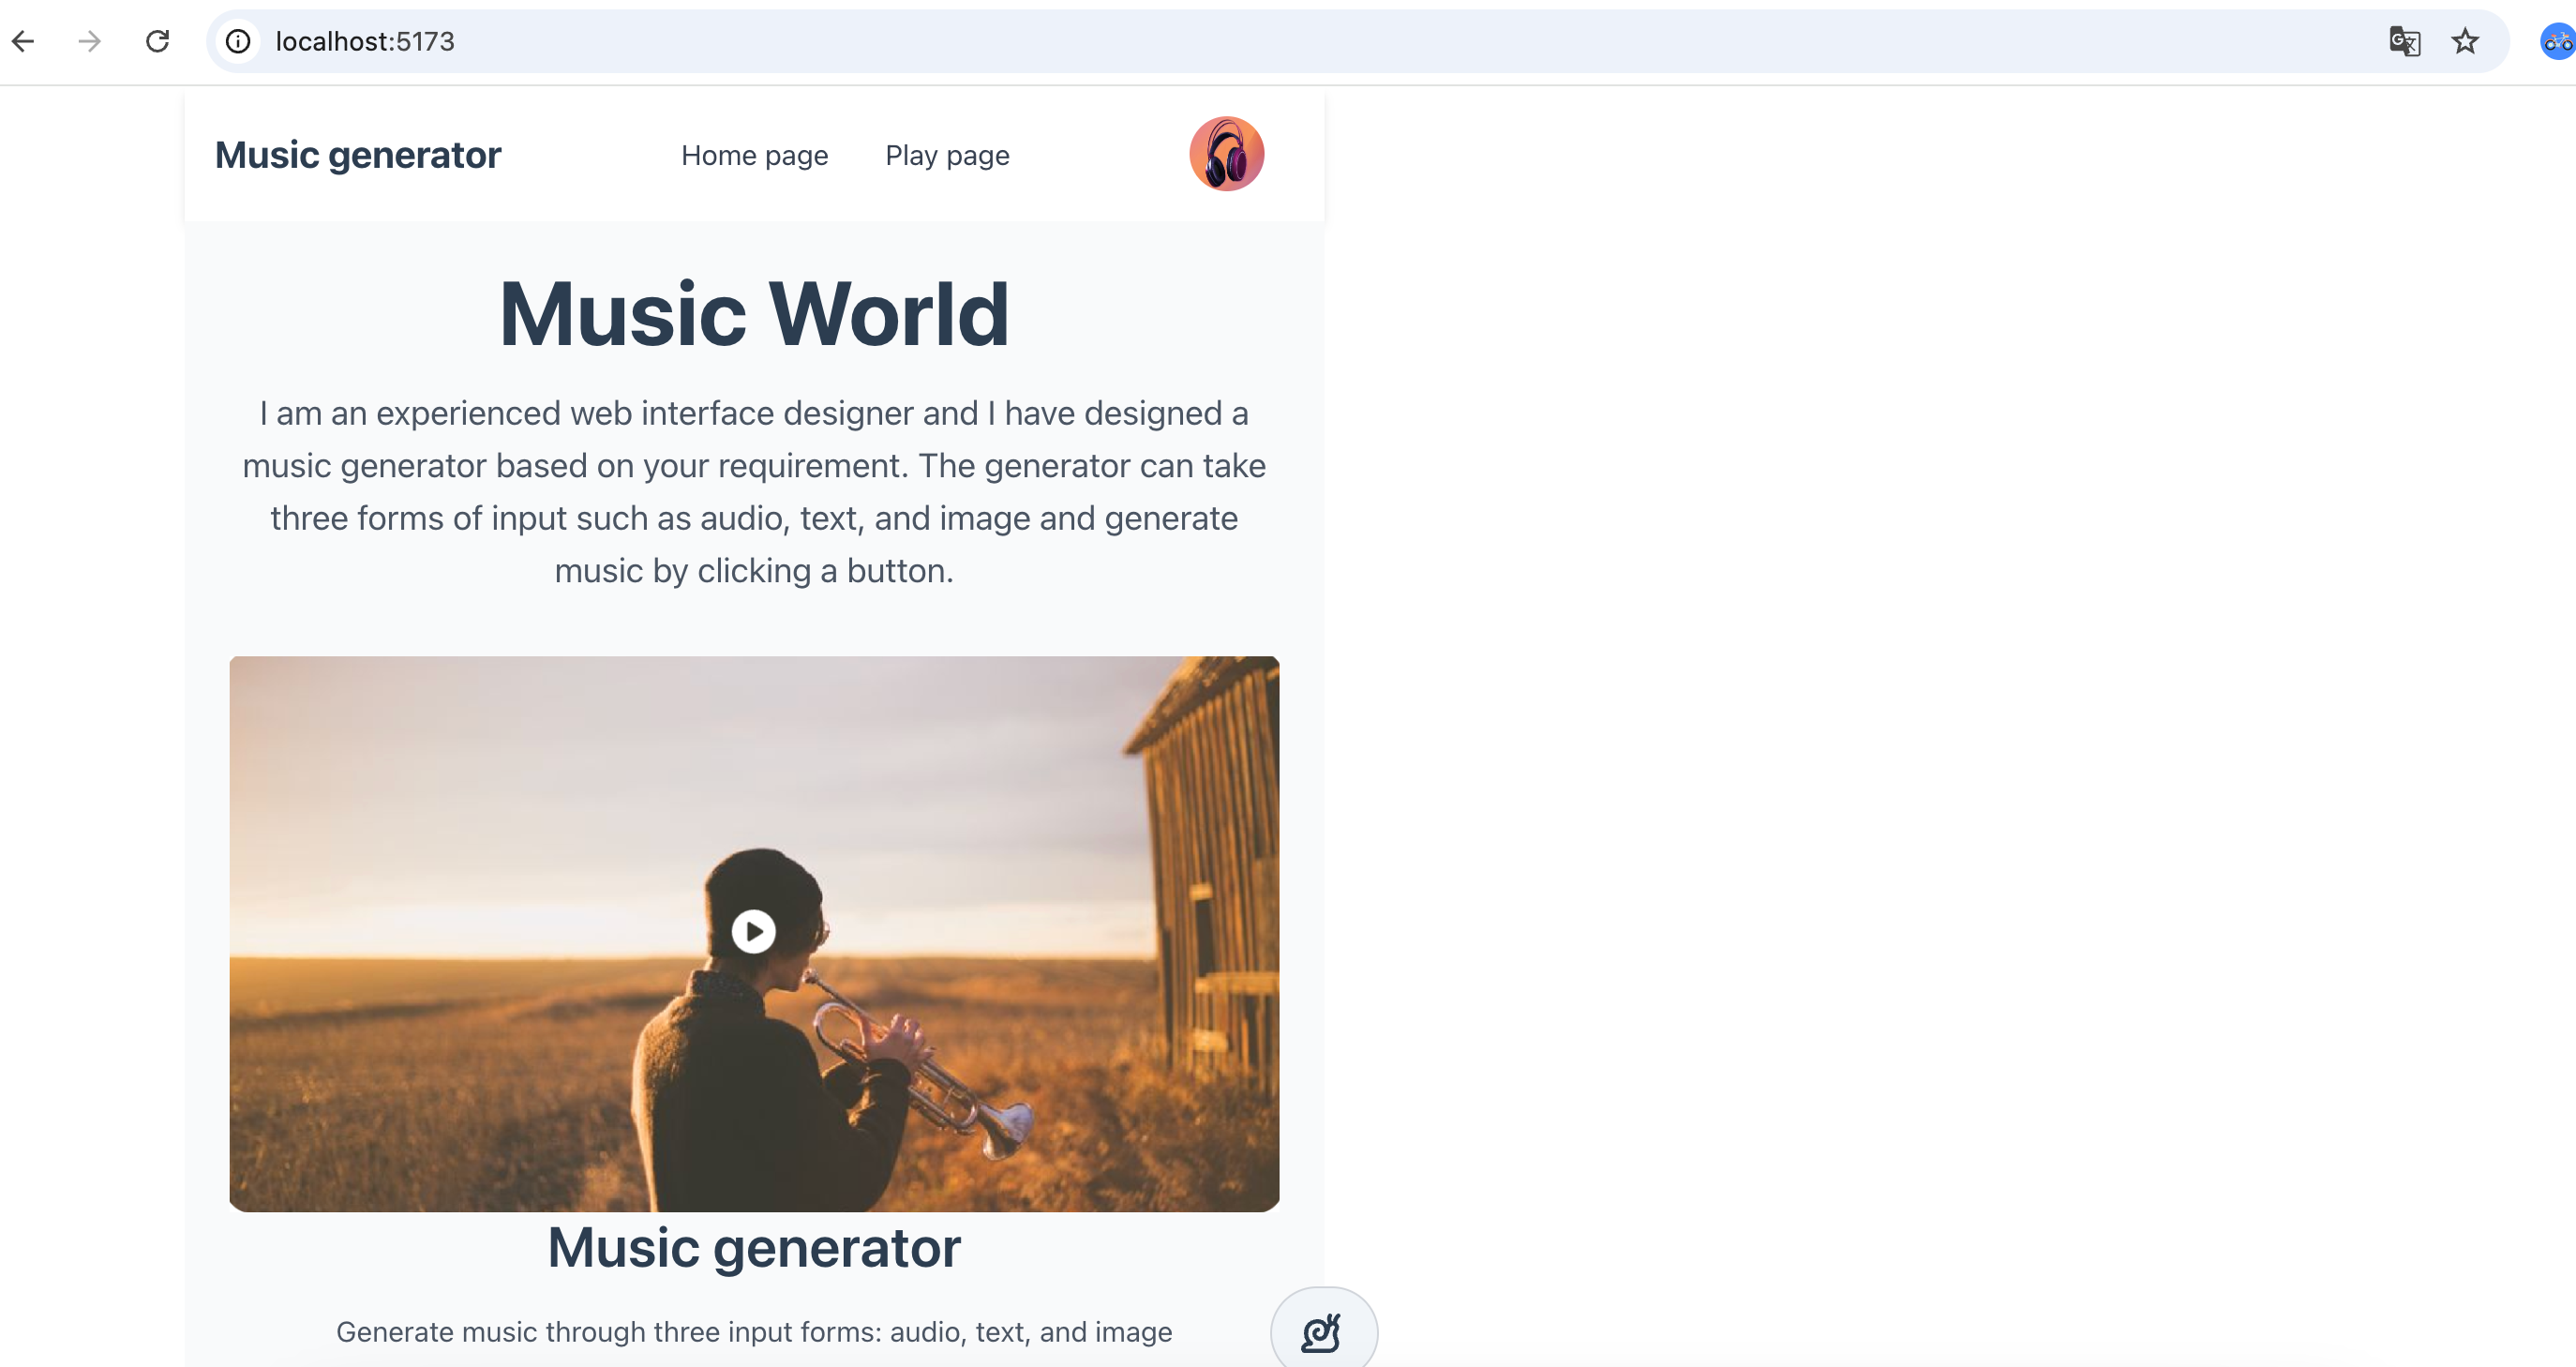 localhost:5173
Music generator
Home page
Play page
Music World
I am an experienced web interface designer and I have designed a
music generator based on your requirement. The generator can take
three forms of input such as audio, text, and image and generate
music by clicking a button.
Music generator
Generate music through three input forms: audio, text, and image